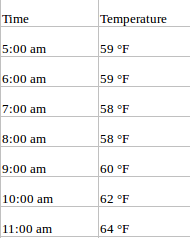 Time Temperature
5:00 am 59 °F
6:00 am 59 °F
7:00 am 58 °F
8:00 am 58 °F
9:00 am 60 °F
10:00 am 62 °F
11:00 am 64 °F